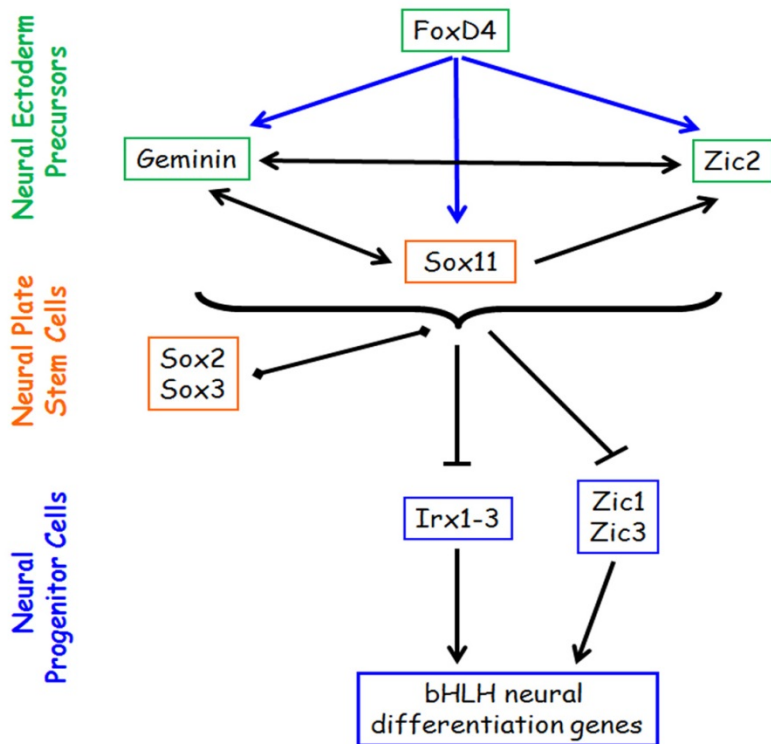 Neural Ectoderm
Precursors
FoxD4
Geminin
Zic2
Sox11
Neural Plate
Stem Cells
Sox2
Sox3
Neural
Progenitor Cells
Irx1-3
Zic1
Zic3
bHLH neural
differentiation genes